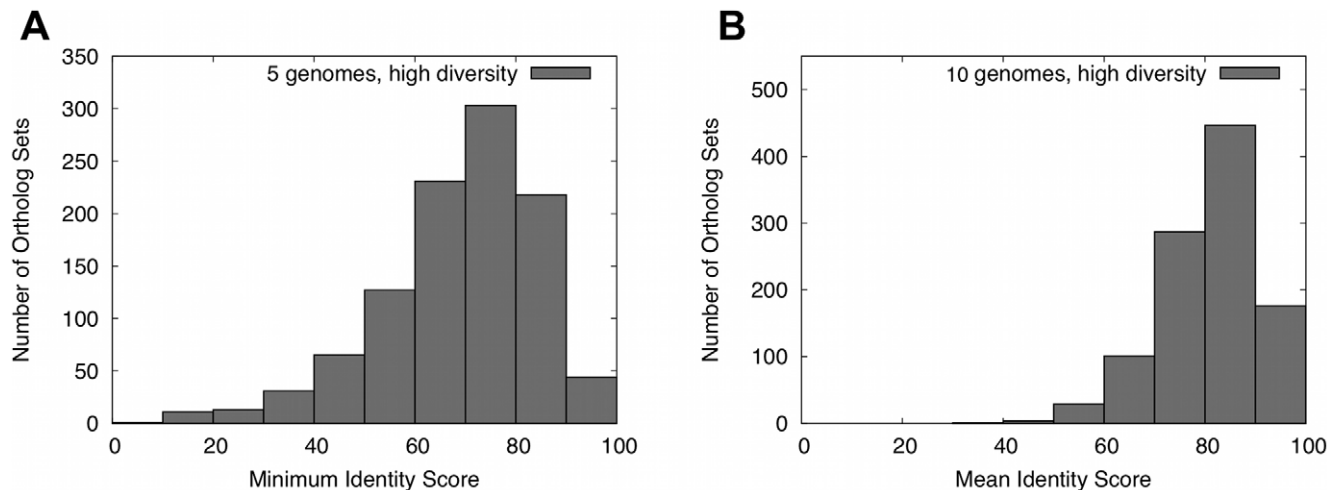 A
5 genomes, high diversity
350
300
250
200
150
100
50
0
Number of Ortholog Sets
0 20 40 60 80 100
Minimum Identity Score
B
10 genomes, high diversity
500
400
300
200
100
0
Number of Ortholog Sets
0 20 40 60 80 100
Mean Identity Score